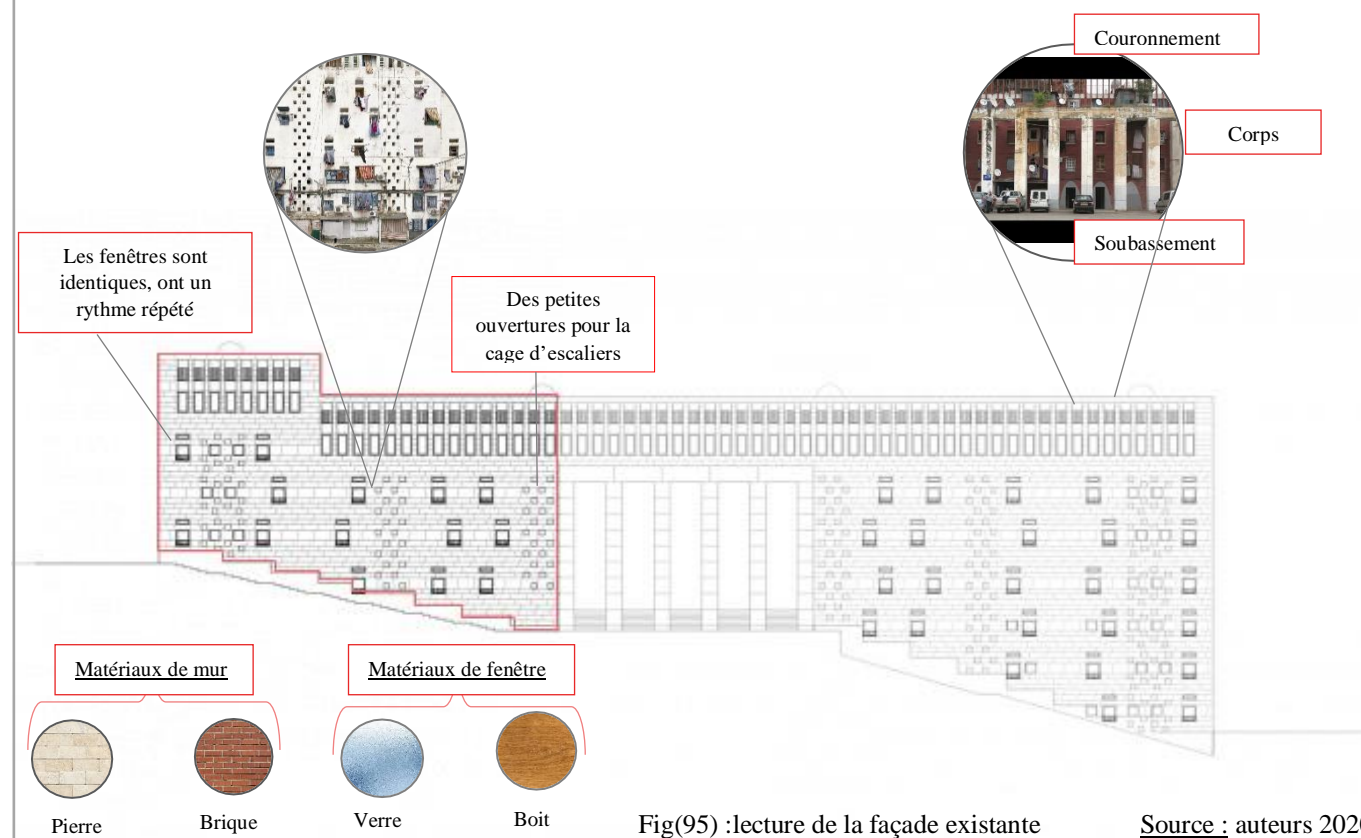 Couronnement
Corps
Soubassement
Les fenêtres sont
identiques, ont un
rythme répété
Des petites
ouvertures pour la
cage d’escaliers
Matériaux de mur
Matériaux de fenêtre
Pierre
Brique
Verre
Boit
Fig(95) :lecture de la façade existante
Source : auteurs 2020